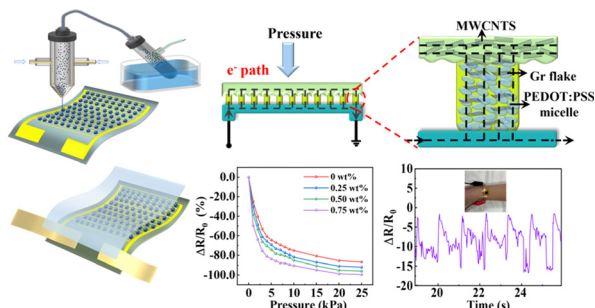 MWCNTS
Pressure
e⁻ path
Gr flake
PEDOT:PSS
micelle
ΔR/R₀ (%)
0.0
-20.0
-40.0
-60.0
-80.0
-100.0
0 wt%
0.25 wt%
0.50 wt%
0.75 wt%
0 5 10 15 20 25
Pressure (kPa)
ΔR/R₀
5
0
-5
-10
-15
-20
20 22 24
Time (s)